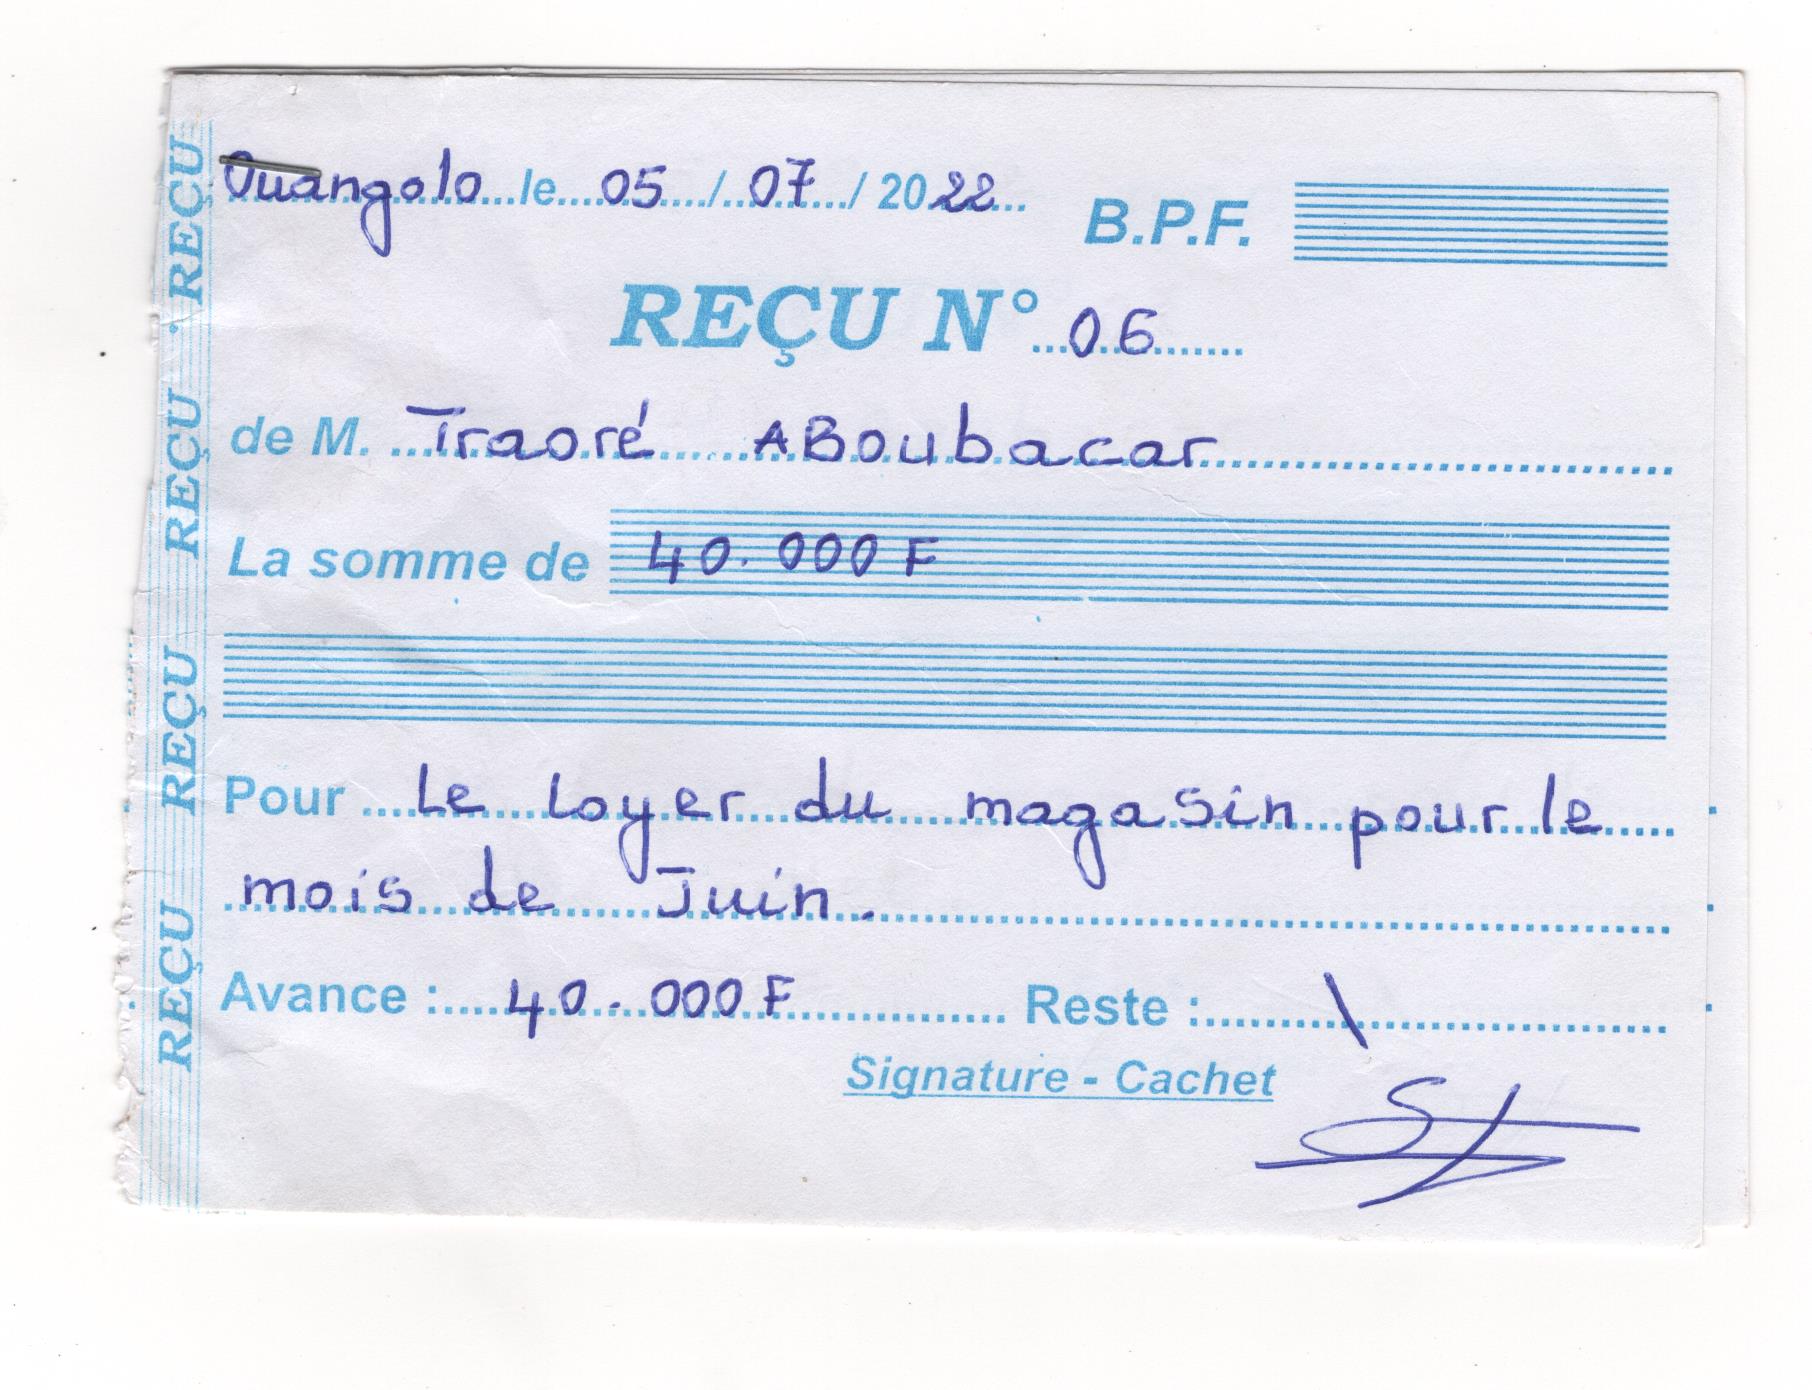 Ouangolo le 05 / 07 / 2022
B.P.F.
REÇU N° 06
de M. Traoré ABoubacar
La somme de 40.000 F
Pour Le Loyer du magasin pour le
mois de Juin.
Avance : 40.000 F Reste : \
Signature - Cachet
REÇU REÇU REÇU REÇU